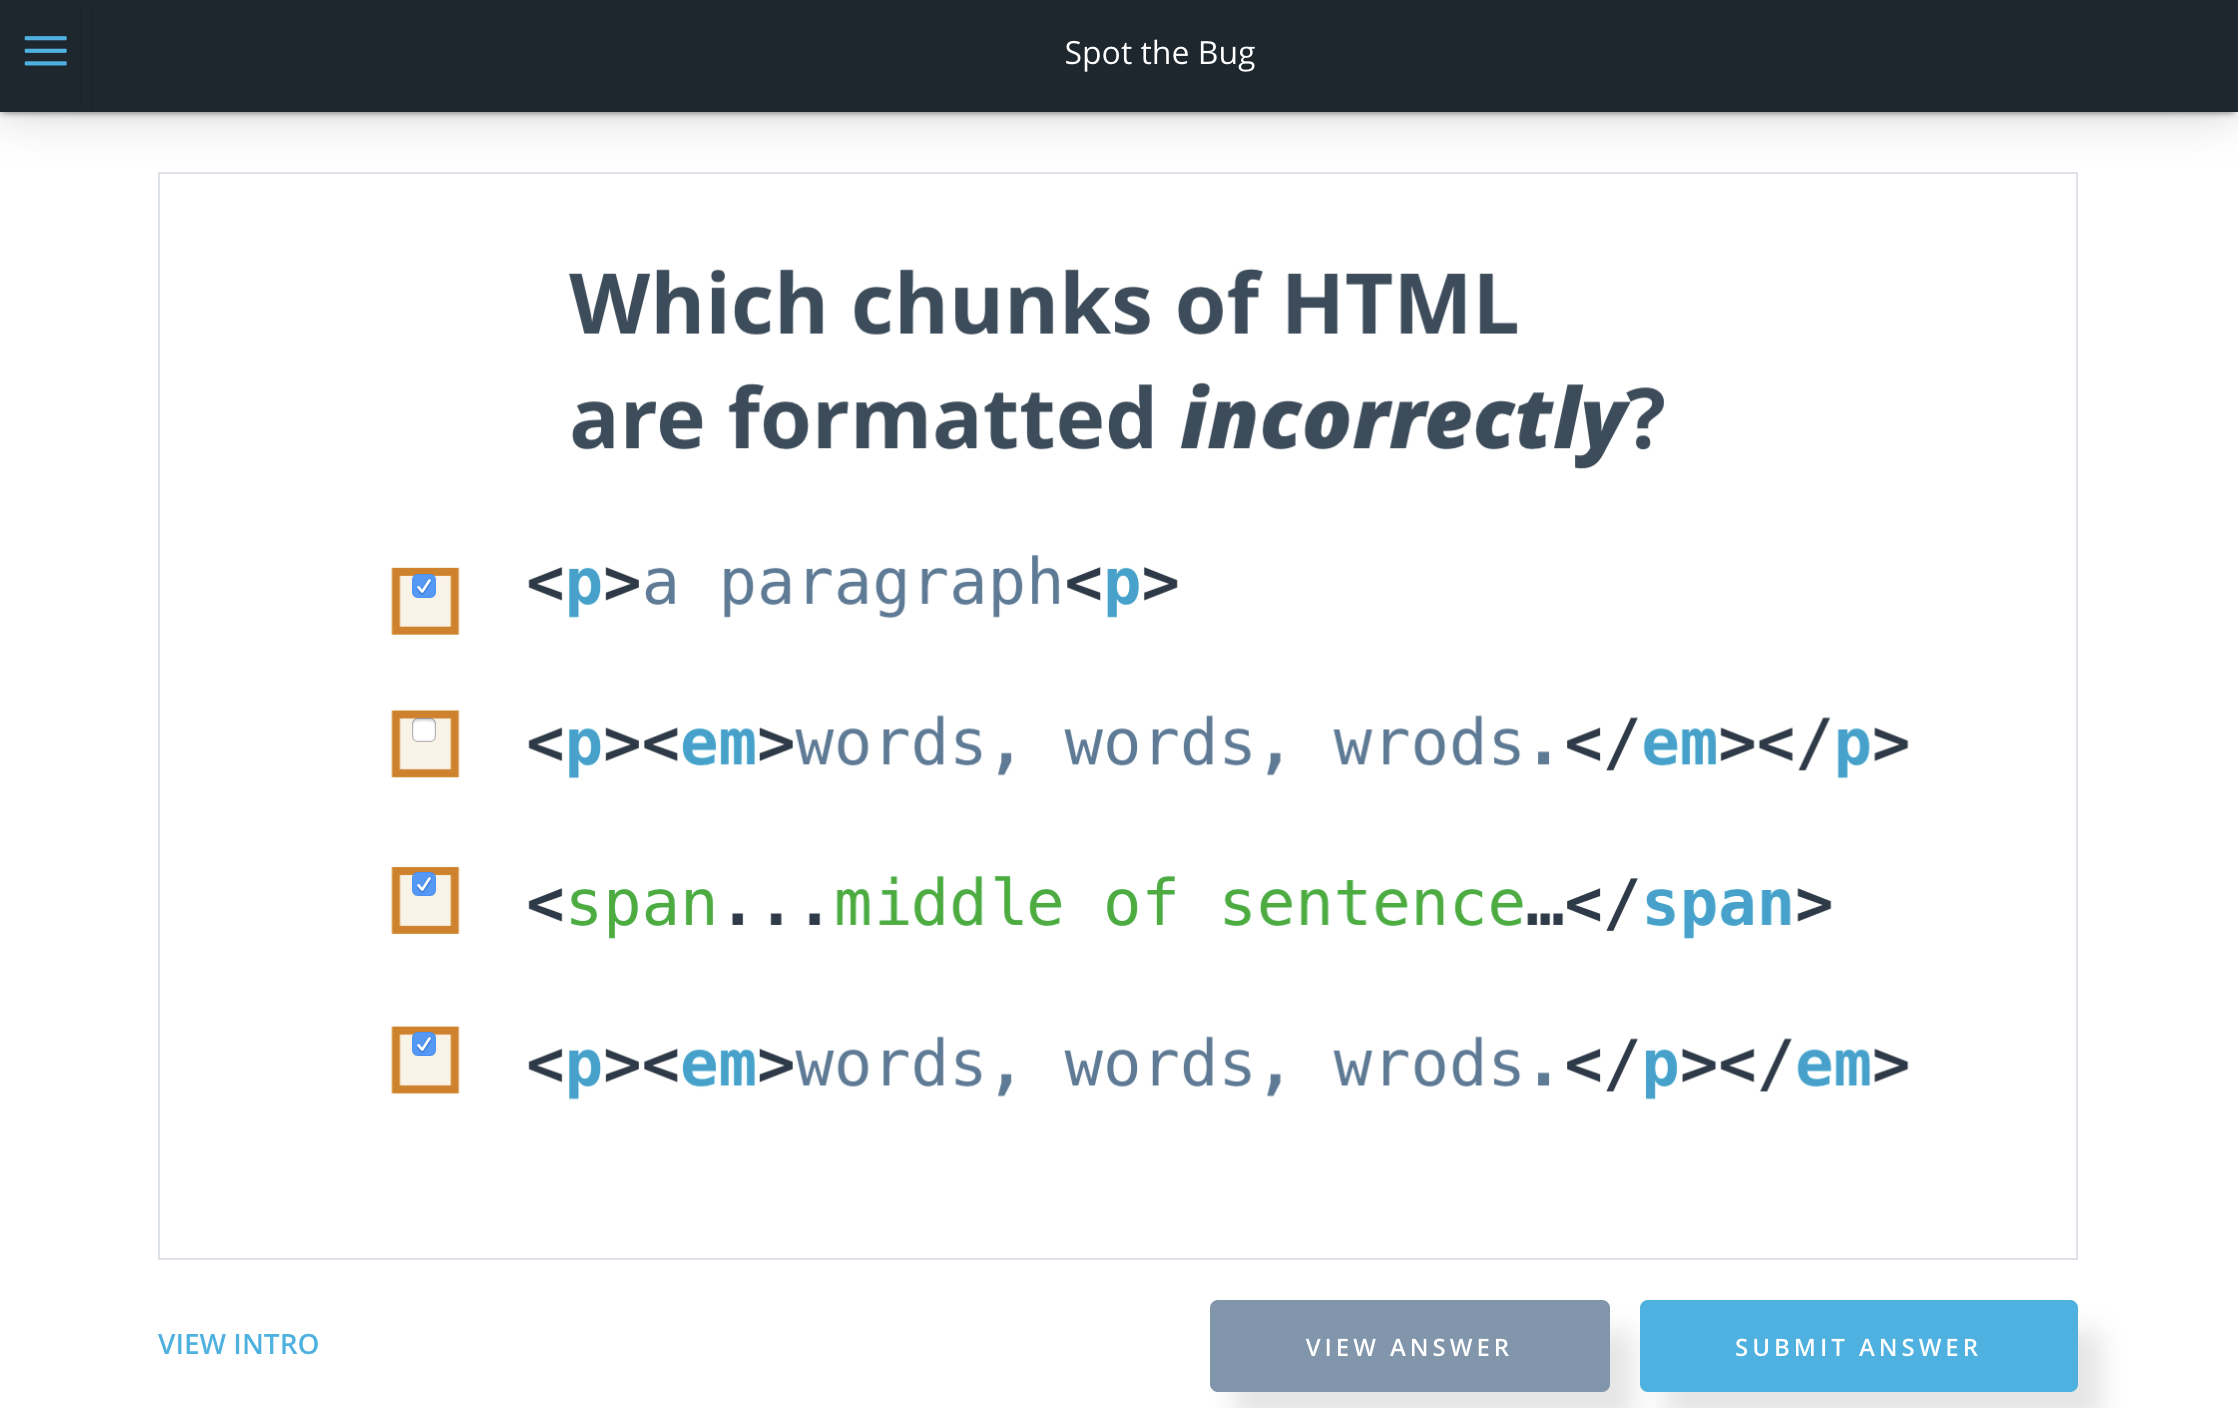 Spot the Bug
Which chunks of HTML
are formatted incorrectly?
<p>a paragraph<p>
<p><em>words, words, wrods.</em></p>
<span...middle of sentence…</span>
<p><em>words, words, wrods.</p></em>
VIEW INTRO
VIEW ANSWER
SUBMIT ANSWER